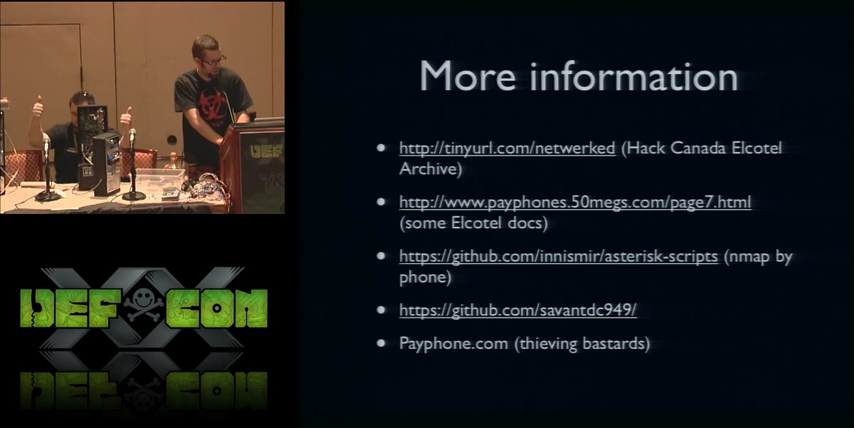 More information
http://tinyurl.com/netwerked (Hack Canada Elcotel
Archive)
http://www.payphones.50megs.com/page7.html
(some Elcotel docs)
https://github.com/innismir/asterisk-scripts (nmap by
phone)
https://github.com/savantdc949/
Payphone.com (thieving bastards)
DEF CON
XX